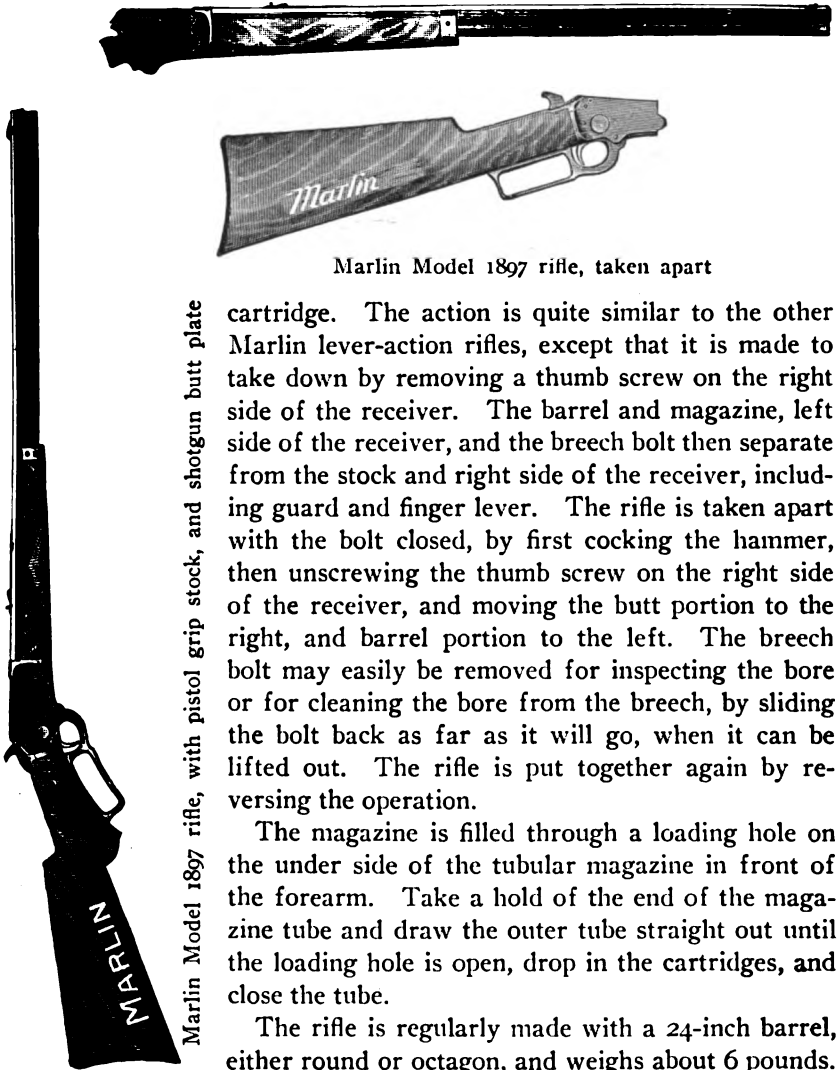 Marlin
Marlin Model 1897 rifle, taken apart
Marlin Model 1897 rifle, with pistol grip stock, and shotgun butt plate
MARLIN
cartridge. The action is quite similar to the other
Marlin lever-action rifles, except that it is made to
take down by removing a thumb screw on the right
side of the receiver. The barrel and magazine, left
side of the receiver, and the breech bolt then separate
from the stock and right side of the receiver, includ-
ing guard and finger lever. The rifle is taken apart
with the bolt closed, by first cocking the hammer,
then unscrewing the thumb screw on the right side
of the receiver, and moving the butt portion to the
right, and barrel portion to the left. The breech
bolt may easily be removed for inspecting the bore
or for cleaning the bore from the breech, by sliding
the bolt back as far as it will go, when it can be
lifted out. The rifle is put together again by re-
versing the operation.
The magazine is filled through a loading hole on
the under side of the tubular magazine in front of
the forearm. Take a hold of the end of the maga-
zine tube and draw the outer tube straight out until
the loading hole is open, drop in the cartridges, and
close the tube.
The rifle is regularly made with a 24-inch barrel,
either round or octagon, and weighs about 6 pounds.